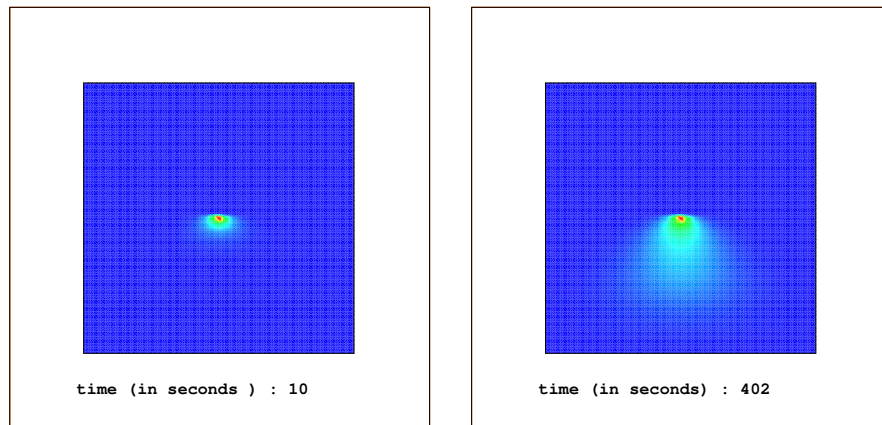 time (in seconds ) : 10
time (in seconds) : 402